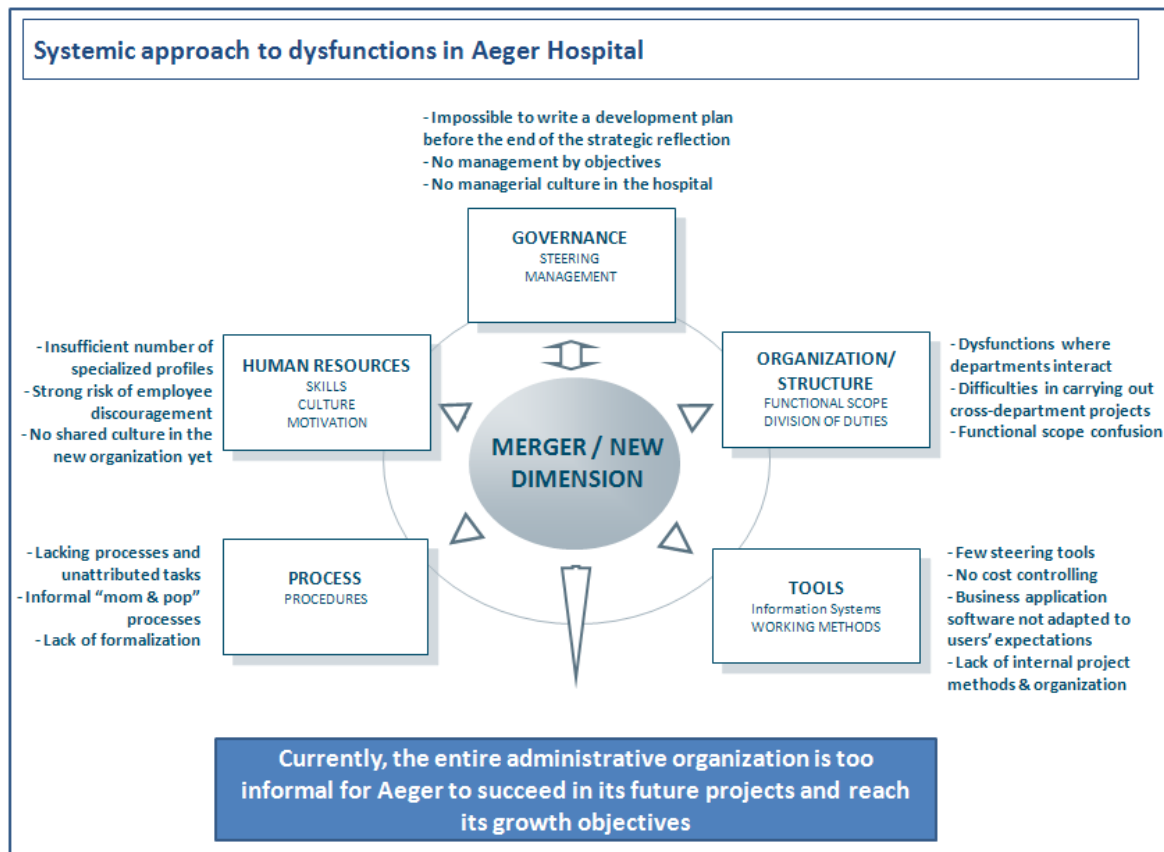 Systemic approach to dysfunctions in Aeger Hospital
- Impossible to write a development plan
before the end of the strategic reflection
- No management by objectives
- No managerial culture in the hospital
GOVERNANCE
STEERING
MANAGEMENT
- Insufficient number of
specialized profiles
- Strong risk of employee
discouragement
- No shared culture in the
new organization yet
HUMAN RESOURCES
SKILLS
CULTURE
MOTIVATION
ORGANIZATION/
STRUCTURE
FUNCTIONAL SCOPE
DIVISION OF DUTIES
- Dysfunctions where
departments interact
- Difficulties in carrying out
cross-department projects
- Functional scope confusion
MERGER / NEW
DIMENSION
- Lacking processes and
unattributed tasks
- Informal “mom & pop”
processes
- Lack of formalization
PROCESS
PROCEDURES
TOOLS
Information Systems
WORKING METHODS
- Few steering tools
- No cost controlling
- Business application
software not adapted to
users’ expectations
- Lack of internal project
methods & organization
Currently, the entire administrative organization is too
informal for Aeger to succeed in its future projects and reach
its growth objectives